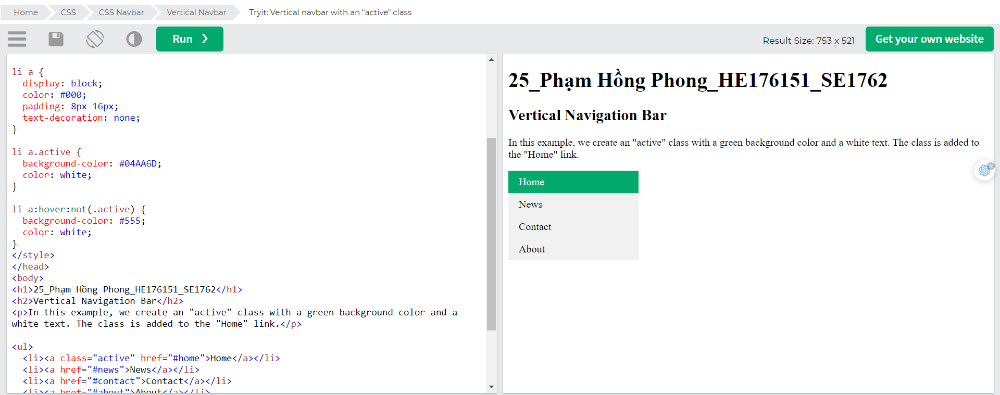 Home
CSS
CSS Navbar
Vertical Navbar
Tryit: Vertical navbar with an "active" class
Run ❯
Result Size: 753 x 521
Get your own website
li a {
  display: block;
  color: #000;
  padding: 8px 16px;
  text-decoration: none;
}

li a.active {
  background-color: #04AA6D;
  color: white;
}

li a:hover:not(.active) {
  background-color: #555;
  color: white;
}
</style>
</head>
<body>
<h1>25_Phạm Hồng Phong_HE176151_SE1762</h1>
<h2>Vertical Navigation Bar</h2>
<p>In this example, we create an "active" class with a green background color and a
white text. The class is added to the "Home" link.</p>

<ul>
  <li><a class="active" href="#home">Home</a></li>
  <li><a href="#news">News</a></li>
  <li><a href="#contact">Contact</a></li>
  <li><a href="#about">About</a></li>
25_Phạm Hồng Phong_HE176151_SE1762
Vertical Navigation Bar
In this example, we create an "active" class with a green background color and a white text. The class is added to
the "Home" link.
Home
News
Contact
About